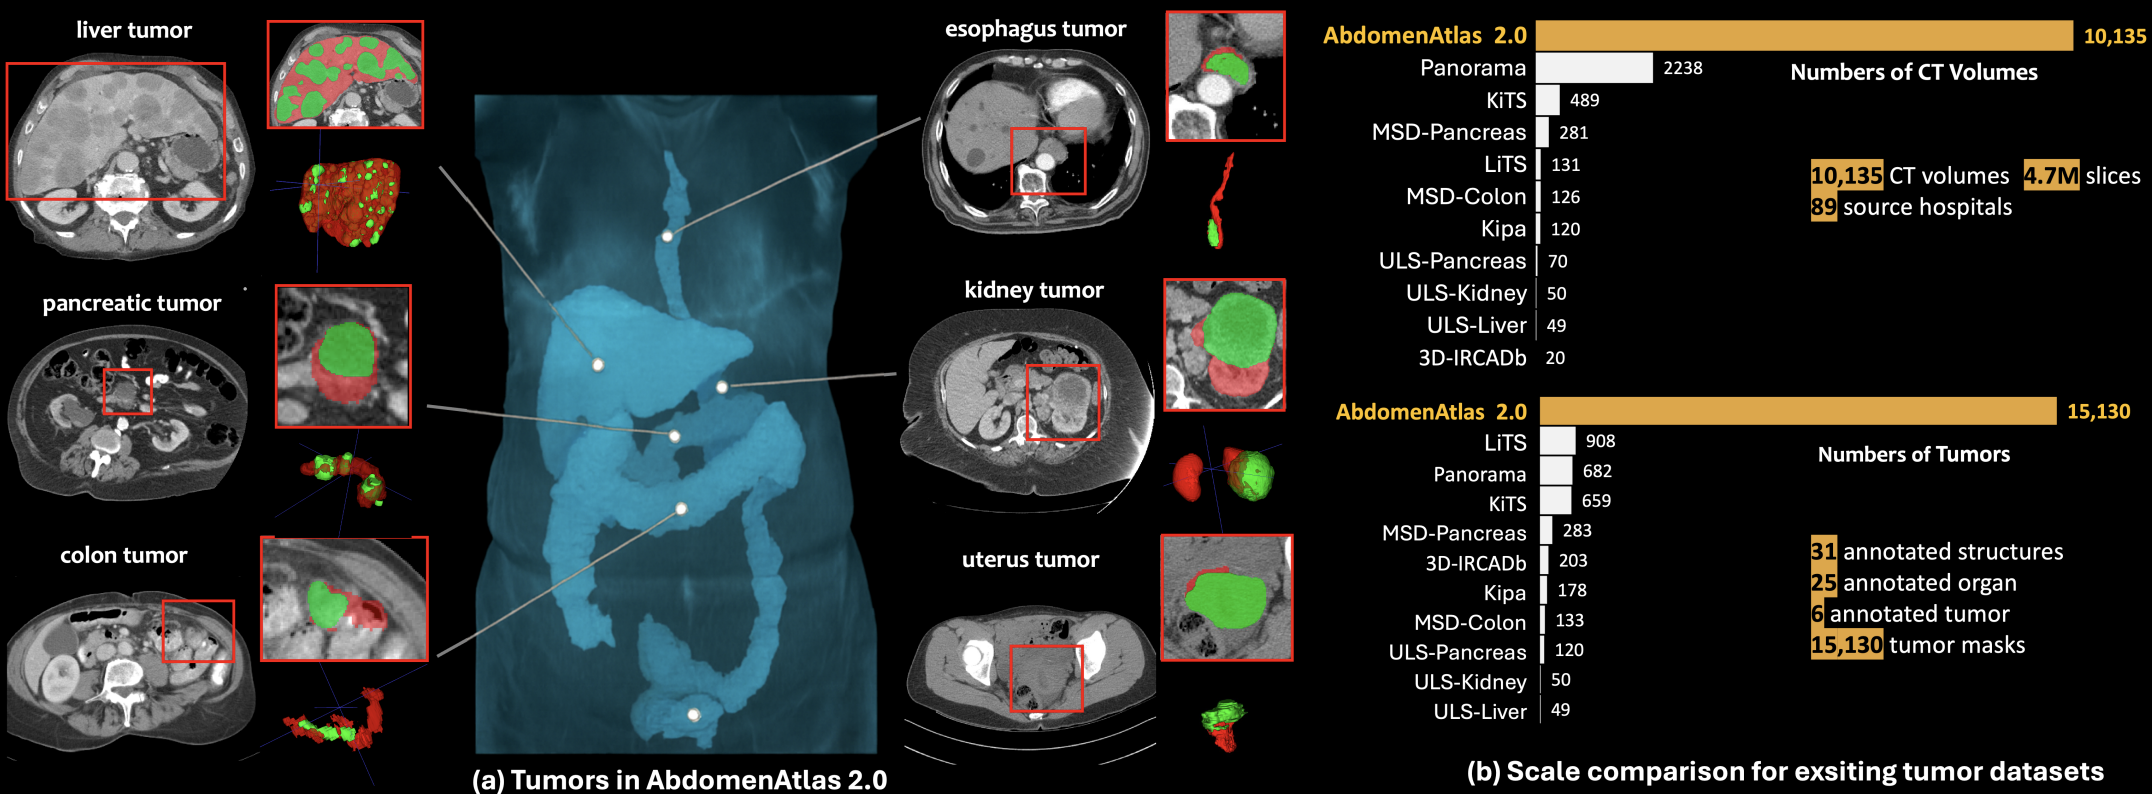 liver tumor
pancreatic tumor
colon tumor
esophagus tumor
kidney tumor
uterus tumor
(a) Tumors in AbdomenAtlas 2.0
AbdomenAtlas 2.0 10,135
Panorama 2238
KiTS 489
MSD-Pancreas 281
LiTS 131
MSD-Colon 126
Kipa 120
ULS-Pancreas 70
ULS-Kidney 50
ULS-Liver 49
3D-IRCADb 20
Numbers of CT Volumes
10,135 CT volumes 4.7M slices
89 source hospitals
AbdomenAtlas 2.0 15,130
LiTS 908
Panorama 682
KiTS 659
MSD-Pancreas 283
3D-IRCADb 203
Kipa 178
MSD-Colon 133
ULS-Pancreas 120
ULS-Kidney 50
ULS-Liver 49
Numbers of Tumors
31 annotated structures
25 annotated organ
6 annotated tumor
15,130 tumor masks
(b) Scale comparison for exsiting tumor datasets